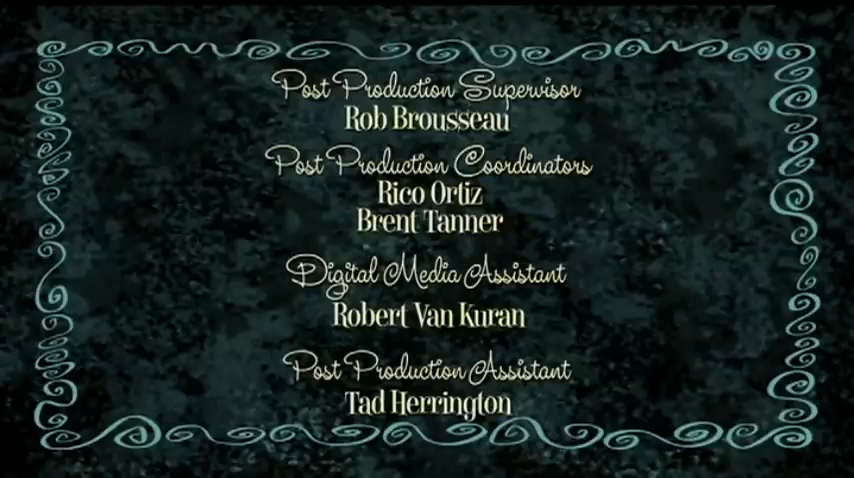 Post Production Supervisor
Rob Brousseau
Post Production Coordinators
Rico Ortiz
Brent Tanner
Digital Media Assistant
Robert Van Kuran
Post Production Assistant
Tad Herrington